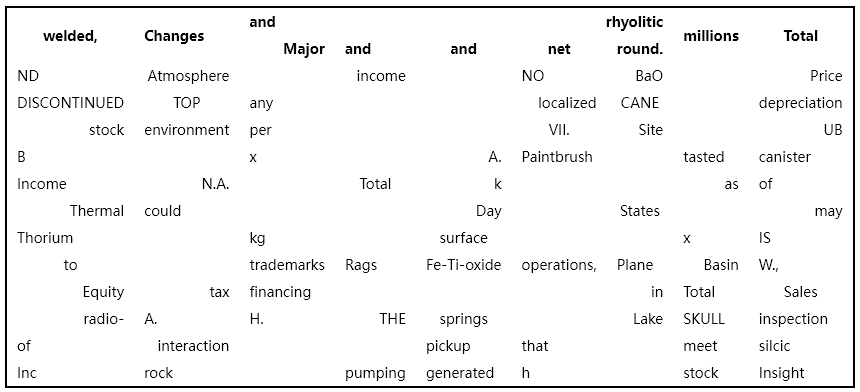 and rhyolitic
welded, Changes millions Total
Major and and net round.
ND Atmosphere income NO BaO Price
DISCONTINUED TOP any localized CANE depreciation
stock environment per VII. Site UB
B x A. Paintbrush tasted canister
Income N.A. Total k as of
Thermal could Day States may
Thorium kg surface x IS
to trademarks Rags Fe-Ti-oxide operations, Plane Basin W.,
Equity tax financing in Total Sales
radio- A. H. THE springs Lake SKULL inspection
of interaction pickup that meet silcic
Inc rock pumping generated h stock Insight